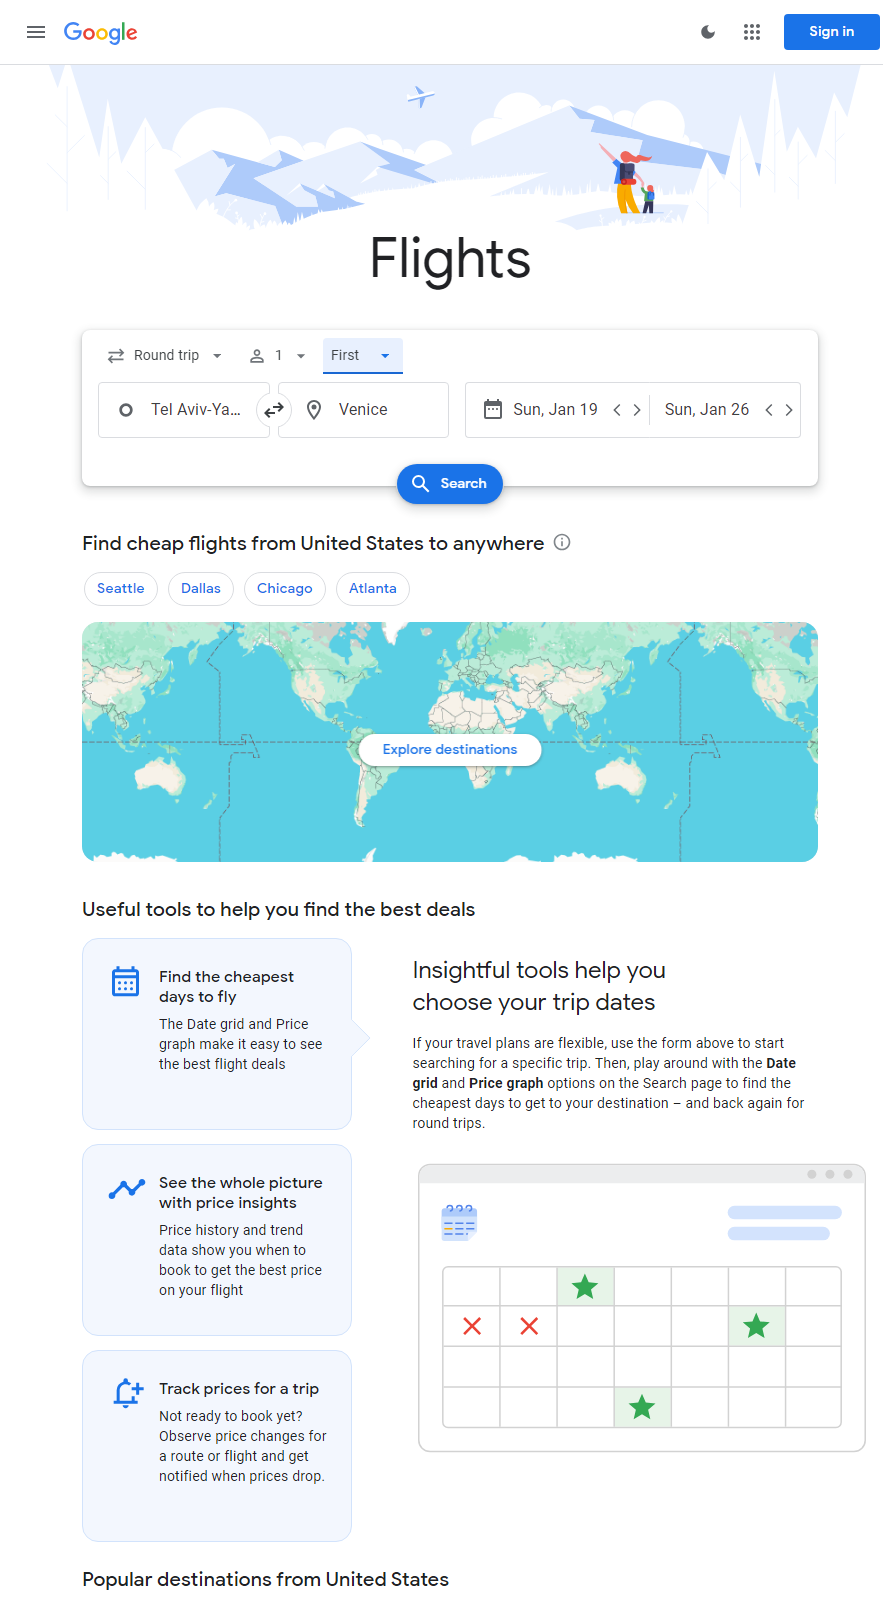 Google
Sign in
Flights
Round trip
1
First
Tel Aviv-Ya...
Venice
Sun, Jan 19
Sun, Jan 26
Search
Find cheap flights from United States to anywhere
Seattle
Dallas
Chicago
Atlanta
Explore destinations
Useful tools to help you find the best deals
Find the cheapest
days to fly
The Date grid and Price
graph make it easy to see
the best flight deals
Insightful tools help you
choose your trip dates
If your travel plans are flexible, use the form above to start
searching for a specific trip. Then, play around with the Date
grid and Price graph options on the Search page to find the
cheapest days to get to your destination – and back again for
round trips.
See the whole picture
with price insights
Price history and trend
data show you when to
book to get the best price
on your flight
Track prices for a trip
Not ready to book yet?
Observe price changes for
a route or flight and get
notified when prices drop.
Popular destinations from United States